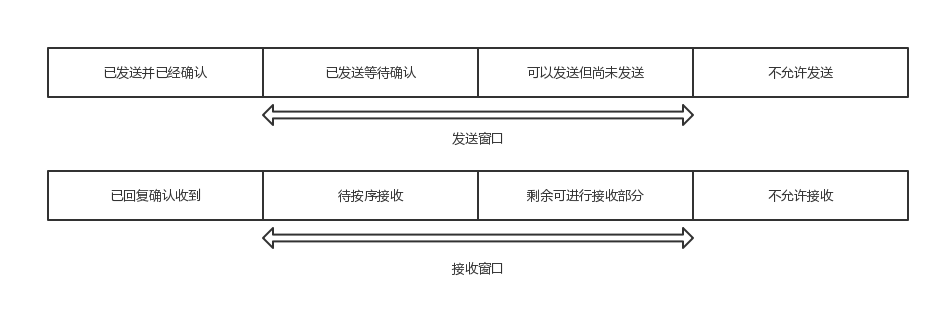 已发送并已经确认 已发送等待确认 可以发送但尚未发送 不允许发送
发送窗口
已回复确认收到 待按序接收 剩余可进行接收部分 不允许接收
接收窗口